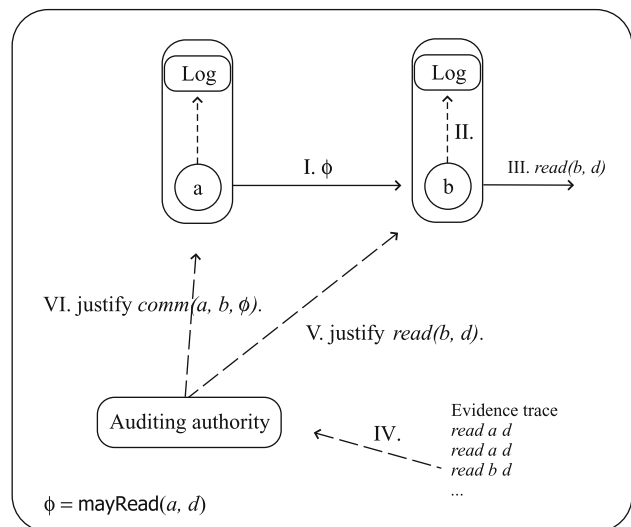 Log
Log
II.
I. ϕ
III. read(b, d)
a
b
VI. justify comm(a, b, ϕ).
V. justify read(b, d).
Auditing authority
IV.
Evidence trace
read a d
read a d
read b d
...
ϕ = mayRead(a, d)